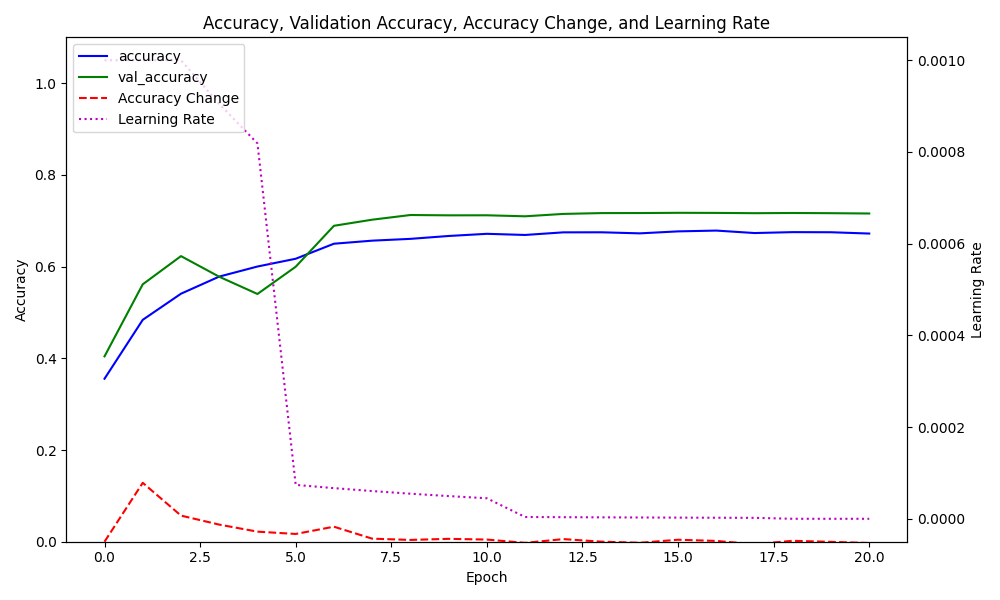 Accuracy, Validation Accuracy, Accuracy Change, and Learning Rate
accuracy
val_accuracy
Accuracy Change
Learning Rate
1.0
0.8
0.6
0.4
0.2
0.0
Accuracy
0.0010
0.0008
0.0006
0.0004
0.0002
0.0000
Learning Rate
0.0 2.5 5.0 7.5 10.0 12.5 15.0 17.5 20.0
Epoch